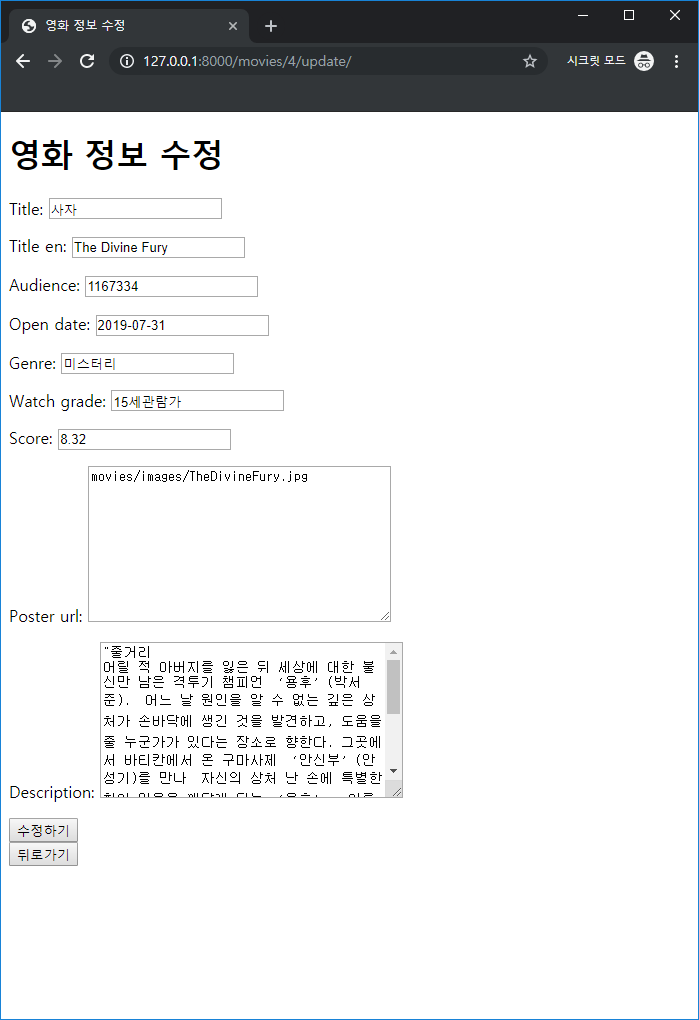 영화 정보 수정
127.0.0.1:8000/movies/4/update/
시크릿 모드
영화 정보 수정
Title: 사자
Title en: The Divine Fury
Audience: 1167334
Open date: 2019-07-31
Genre: 미스터리
Watch grade: 15세관람가
Score: 8.32
movies/images/TheDivineFury.jpg
Poster url:
"줄거리
어릴 적 아버지를 잃은 뒤 세상에 대한 불
신만 남은 격투기 챔피언 ‘용후’(박서
준). 어느 날 원인을 알 수 없는 깊은 상
처가 손바닥에 생긴 것을 발견하고, 도움을
줄 누군가가 있다는 장소로 향한다. 그곳에
서 바티칸에서 온 구마사제 ‘안신부’(안
성기)를 만나 자신의 상처 난 손에 특별한
Description:
수정하기
뒤로가기